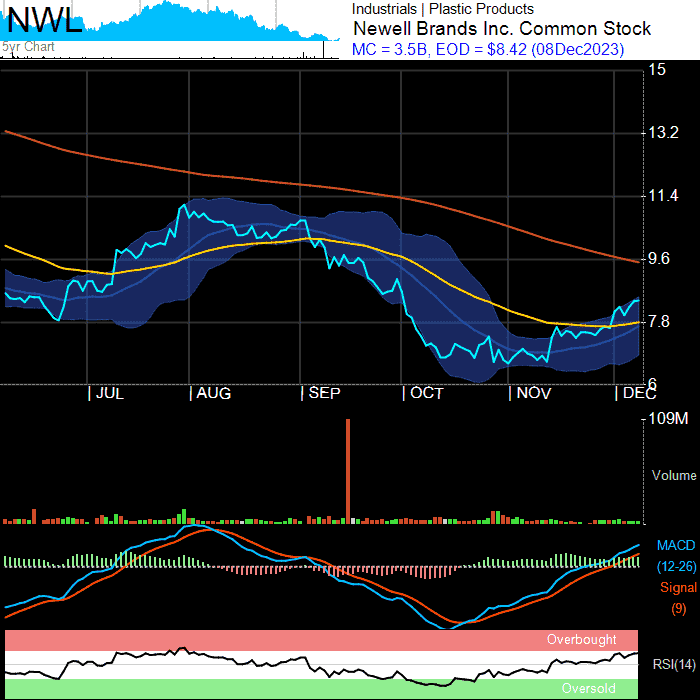 NWL
5yr Chart
Industrials | Plastic Products
Newell Brands Inc. Common Stock
MC = 3.5B, EOD = $8.42 (08Dec2023)
15
13.2
11.4
9.6
7.8
6
JUL
AUG
SEP
OCT
NOV
DEC
109M
Volume
MACD
(12-26)
Signal
(9)
Overbought
RSI(14)
Oversold